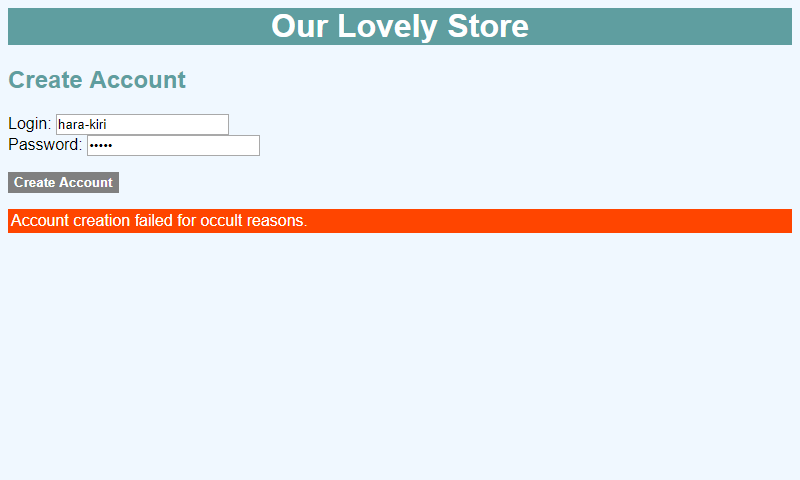 Our Lovely Store
Create Account
Login: hara-kiri
Password: •••••
Create Account
Account creation failed for occult reasons.